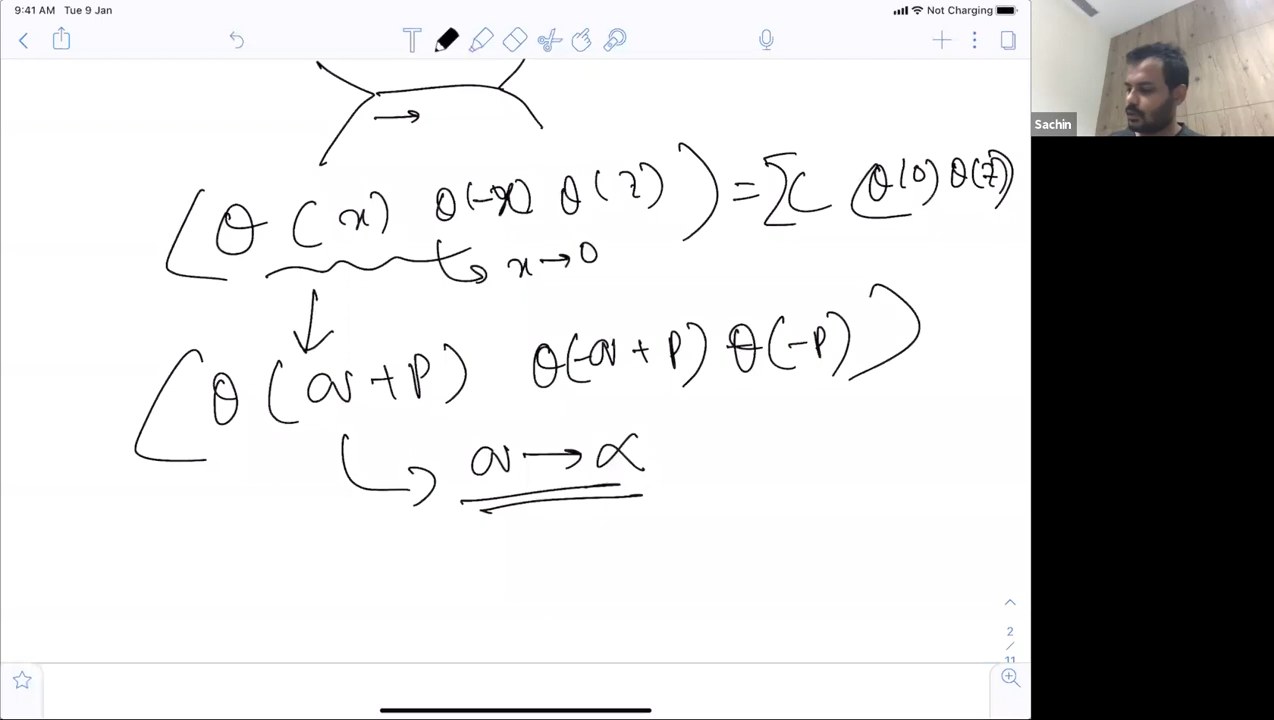 9:41 AM Tue 9 Jan
Not Charging
T
Sachin
⟨θ(x) θ(-x) θ(z)⟩ = Σ C ⟨θ(0) θ(z)⟩
x → 0
⟨θ(q+p) θ(-q+p) θ(-p)⟩
q → ∝
2
/
11